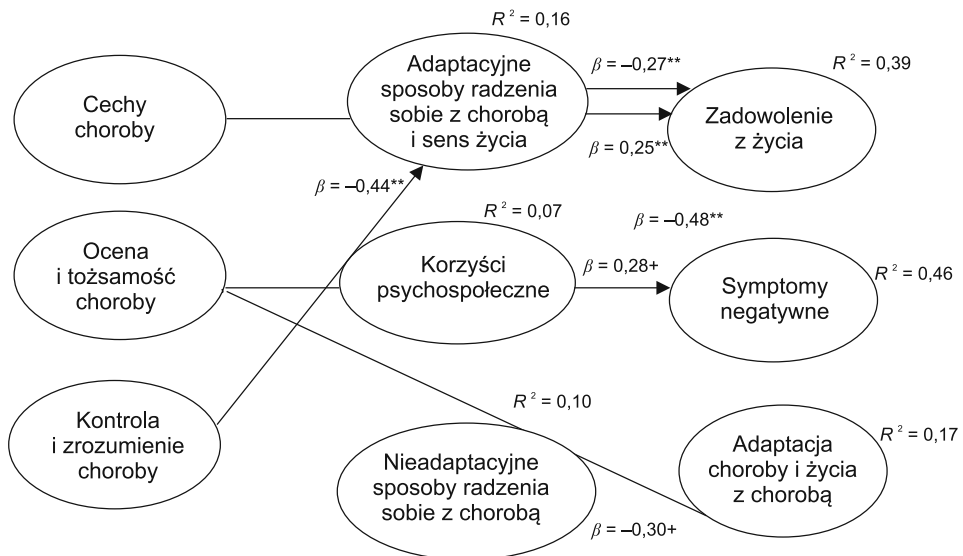 R² = 0,16
Adaptacyjne
sposoby radzenia
sobie z chorobą
i sens życia
β = –0,27**
β = 0,25**
R² = 0,39
Zadowolenie
z życia
Cechy
choroby
β = –0,44**
R² = 0,07
β = –0,48**
Ocena
i tożsamość
choroby
Korzyści
psychospołeczne
β = 0,28+
R² = 0,46
Symptomy
negatywne
Kontrola
i zrozumienie
choroby
R² = 0,10
Nieadaptacyjne
sposoby radzenia
sobie z chorobą
R² = 0,17
Adaptacja
choroby i życia
z chorobą
β = –0,30+